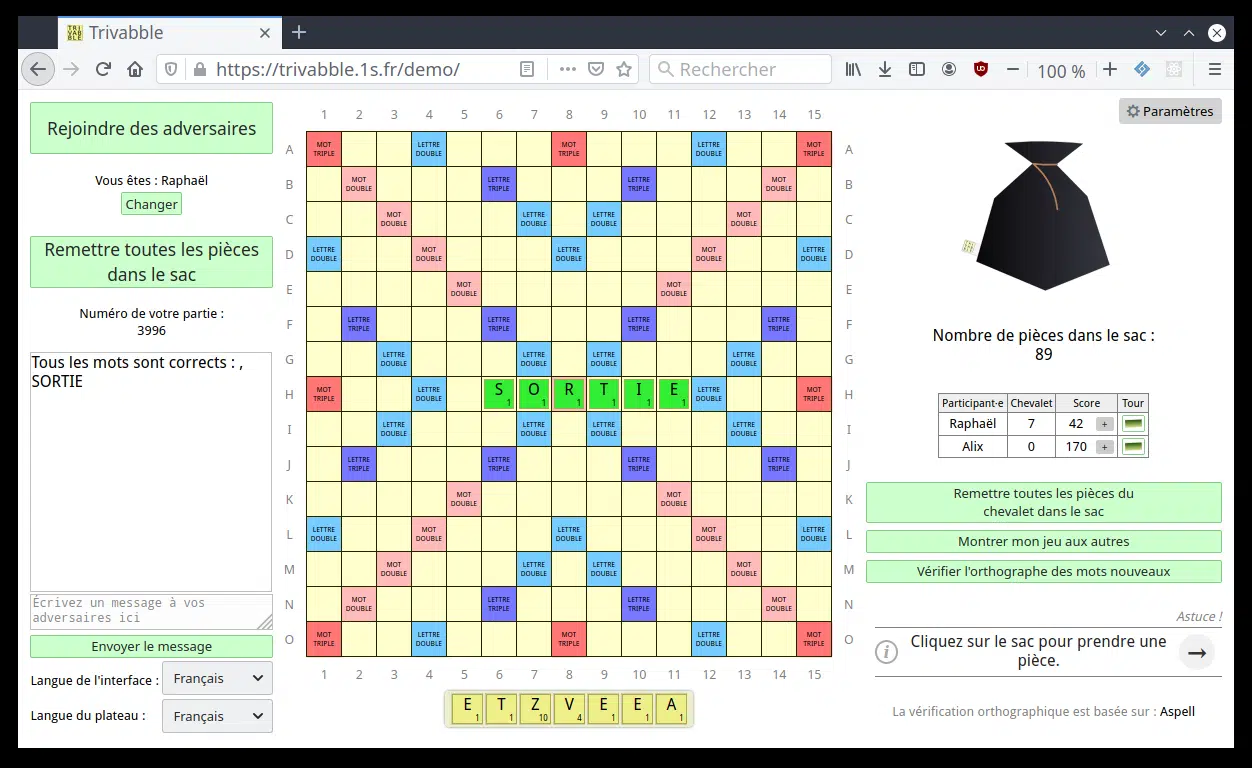 Trivabble
https://trivabble.1s.fr/demo/
Rechercher
100 %
Rejoindre des adversaires
Vous êtes : Raphaël
Changer
Remettre toutes les pièces
dans le sac
Numéro de votre partie :
3996
Tous les mots sont corrects : ,
SORTIE
Écrivez un message à vos
adversaires ici
Envoyer le message
Langue de l'interface : Français
Langue du plateau : Français
1 2 3 4 5 6 7 8 9 10 11 12 13 14 15
A MOT TRIPLE LETTRE DOUBLE MOT TRIPLE LETTRE DOUBLE MOT TRIPLE A
B MOT DOUBLE LETTRE TRIPLE LETTRE TRIPLE MOT DOUBLE B
C MOT DOUBLE LETTRE DOUBLE LETTRE DOUBLE MOT DOUBLE C
D LETTRE DOUBLE MOT DOUBLE LETTRE DOUBLE MOT DOUBLE LETTRE DOUBLE D
E MOT DOUBLE MOT DOUBLE E
F LETTRE TRIPLE LETTRE TRIPLE LETTRE TRIPLE LETTRE TRIPLE F
G LETTRE DOUBLE LETTRE DOUBLE LETTRE DOUBLE LETTRE DOUBLE G
H MOT TRIPLE LETTRE DOUBLE S 1 O 1 R 1 T 1 I 1 E 1 LETTRE DOUBLE MOT TRIPLE H
I LETTRE DOUBLE LETTRE DOUBLE LETTRE DOUBLE LETTRE DOUBLE I
J LETTRE TRIPLE LETTRE TRIPLE LETTRE TRIPLE LETTRE TRIPLE J
K MOT DOUBLE MOT DOUBLE K
L LETTRE DOUBLE MOT DOUBLE LETTRE DOUBLE MOT DOUBLE LETTRE DOUBLE L
M MOT DOUBLE LETTRE DOUBLE LETTRE DOUBLE MOT DOUBLE M
N MOT DOUBLE LETTRE TRIPLE LETTRE TRIPLE MOT DOUBLE N
O MOT TRIPLE LETTRE DOUBLE MOT TRIPLE LETTRE DOUBLE MOT TRIPLE O
1 2 3 4 5 6 7 8 9 10 11 12 13 14 15
E 1 T 1 Z 10 V 4 E 1 E 1 A 1
Paramètres
Nombre de pièces dans le sac :
89
Participant·e Chevalet Score Tour
Raphaël 7 42 +
Alix 0 170 +
Remettre toutes les pièces du
chevalet dans le sac
Montrer mon jeu aux autres
Vérifier l'orthographe des mots nouveaux
Astuce !
Cliquez sur le sac pour prendre une
pièce.
La vérification orthographique est basée sur : Aspell